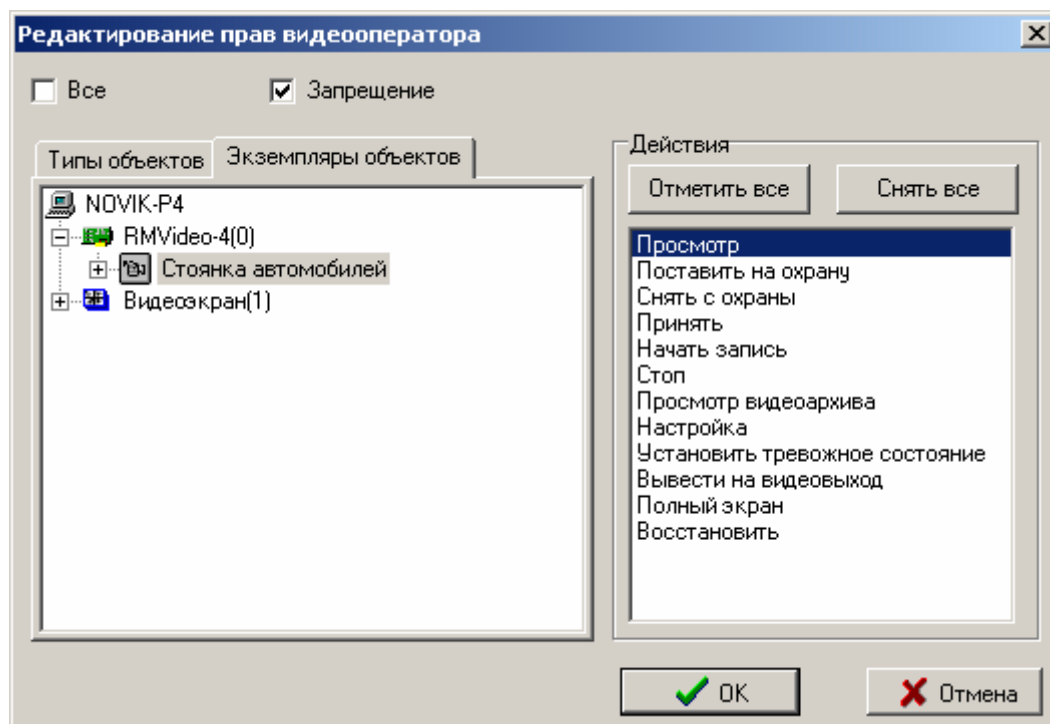 Редактирование прав видеооператора
Все
Запрещение
Типы объектов
Экземпляры объектов
NOVIK-P4
RMVideo-4(0)
Стоянка автомобилей
Видеоэкран(1)
Действия
Отметить все
Снять все
Просмотр
Поставить на охрану
Снять с охраны
Принять
Начать запись
Стоп
Просмотр видеоархива
Настройка
Установить тревожное состояние
Вывести на видеовыход
Полный экран
Восстановить
OK
Отмена